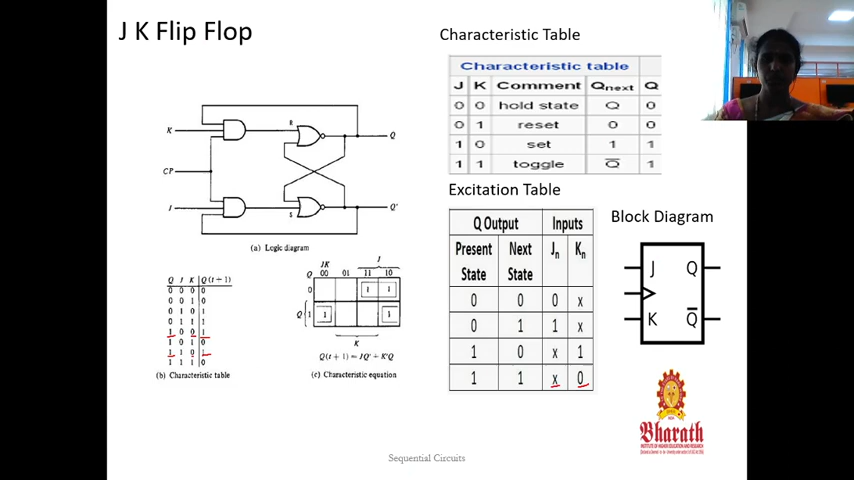 J K Flip Flop
Characteristic Table
Characteristic table
J K Comment Qnext Q
0 0 hold state Q 0
0 1 reset 0 0
1 0 set 1 1
1 1 toggle Q̅ 1
K
R
Q
CP
J
S
Q'
(a) Logic diagram
Q J K Q(t + 1)
0 0 0 0
0 0 1 0
0 1 0 1
0 1 1 1
1 0 0 1
1 0 1 0
1 1 0 1
1 1 1 0
(b) Characteristic table
JK
J
Q 00 01 11 10
0 1 1
Q 1 1 1
K
Q(t + 1) = JQ' + K'Q
(c) Characteristic equation
Excitation Table
Q Output Inputs
Present State Next State Jn Kn
0 0 0 x
0 1 1 x
1 0 x 1
1 1 x 0
Block Diagram
J Q
K Q̅
Bharath
Sequential Circuits